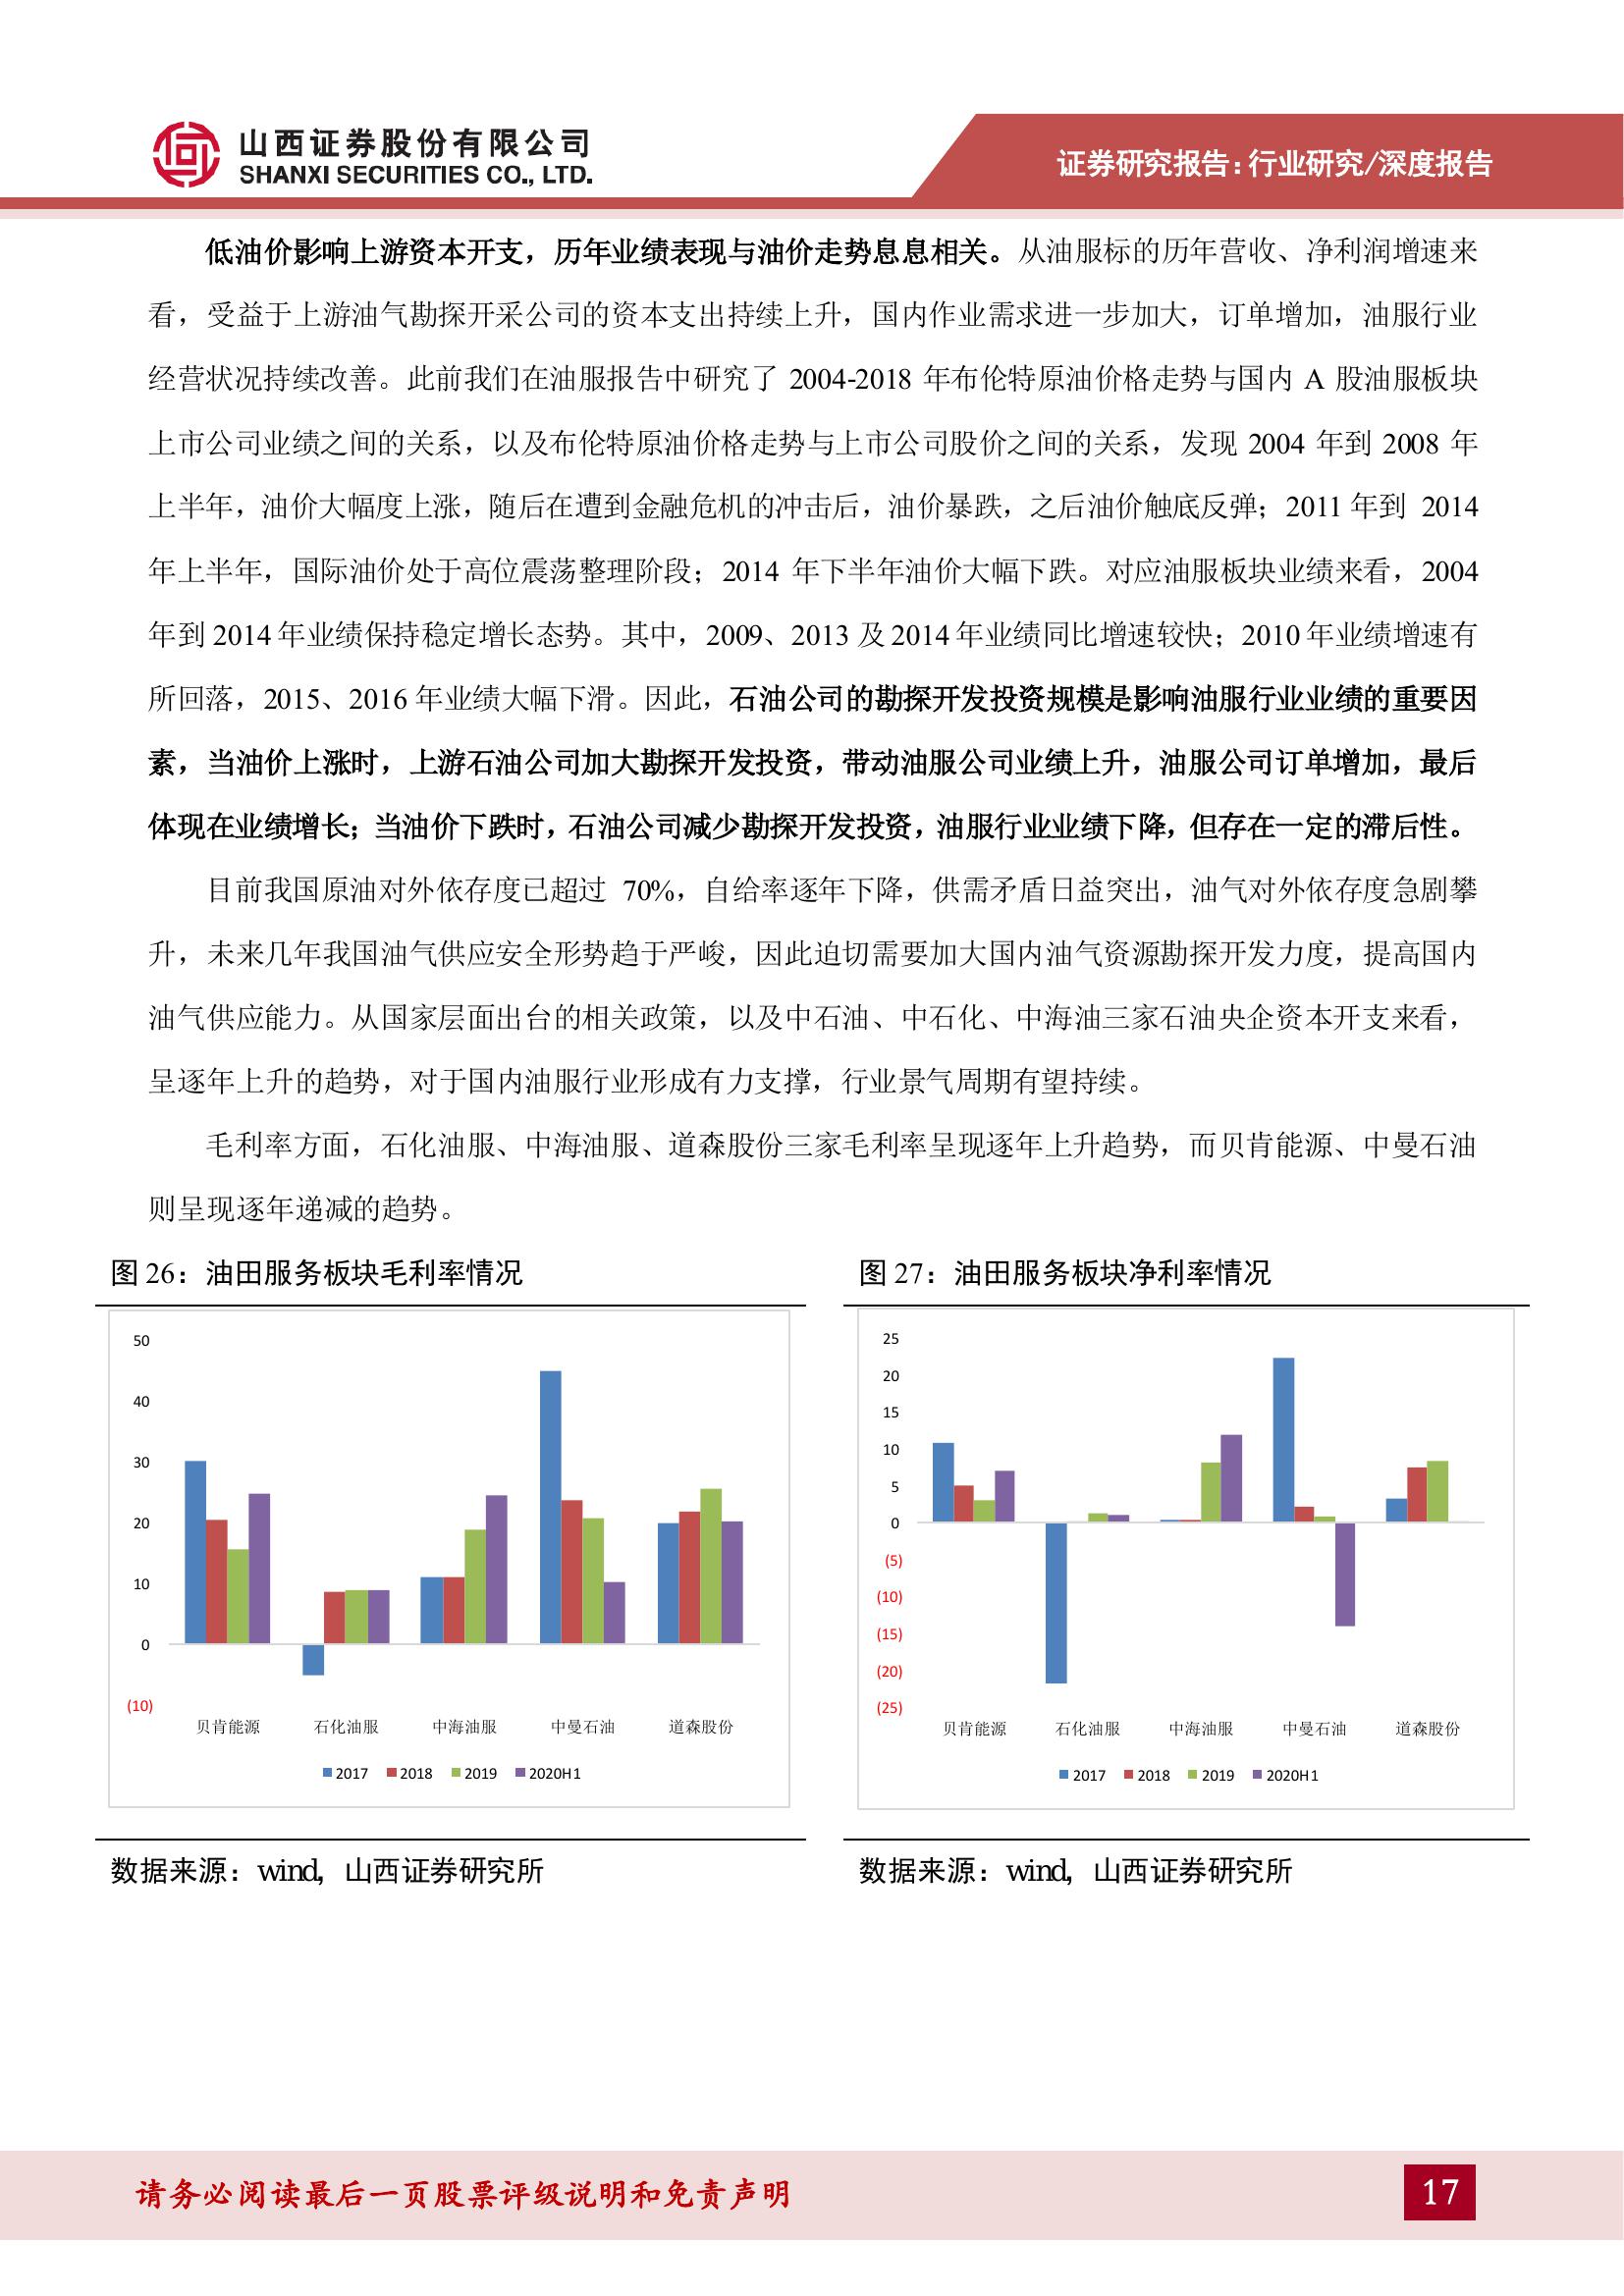 山西证券股份有限公司
SHANXI SECURITIES CO., LTD.
证券研究报告:行业研究/深度报告
低油价影响上游资本开支，历年业绩表现与油价走势息息相关。从油服标的历年营收、净利润增速来
看，受益于上游油气勘探开采公司的资本支出持续上升，国内作业需求进一步加大，订单增加，油服行业
经营状况持续改善。此前我们在油服报告中研究了 2004-2018 年布伦特原油价格走势与国内 A 股油服板块
上市公司业绩之间的关系，以及布伦特原油价格走势与上市公司股价之间的关系，发现 2004 年到 2008 年
上半年，油价大幅度上涨，随后在遭到金融危机的冲击后，油价暴跌，之后油价触底反弹；2011 年到 2014
年上半年，国际油价处于高位震荡整理阶段；2014 年下半年油价大幅下跌。对应油服板块业绩来看，2004
年到 2014 年业绩保持稳定增长态势。其中，2009、2013 及 2014 年业绩同比增速较快；2010 年业绩增速有
所回落，2015、2016 年业绩大幅下滑。因此，石油公司的勘探开发投资规模是影响油服行业业绩的重要因
素，当油价上涨时，上游石油公司加大勘探开发投资，带动油服公司业绩上升，油服公司订单增加，最后
体现在业绩增长；当油价下跌时，石油公司减少勘探开发投资，油服行业业绩下降，但存在一定的滞后性。
目前我国原油对外依存度已超过 70%，自给率逐年下降，供需矛盾日益突出，油气对外依存度急剧攀
升，未来几年我国油气供应安全形势趋于严峻，因此迫切需要加大国内油气资源勘探开发力度，提高国内
油气供应能力。从国家层面出台的相关政策，以及中石油、中石化、中海油三家石油央企资本开支来看，
呈逐年上升的趋势，对于国内油服行业形成有力支撑，行业景气周期有望持续。
毛利率方面，石化油服、中海油服、道森股份三家毛利率呈现逐年上升趋势，而贝肯能源、中曼石油
则呈现逐年递减的趋势。
图 26：油田服务板块毛利率情况
50
40
30
20
10
0
(10)
贝肯能源 石化油服 中海油服 中曼石油 道森股份
2017 2018 2019 2020H1
数据来源：wind，山西证券研究所
图 27：油田服务板块净利率情况
25
20
15
10
5
0
(5)
(10)
(15)
(20)
(25)
贝肯能源 石化油服 中海油服 中曼石油 道森股份
2017 2018 2019 2020H1
数据来源：wind，山西证券研究所
请务必阅读最后一页股票评级说明和免责声明
17